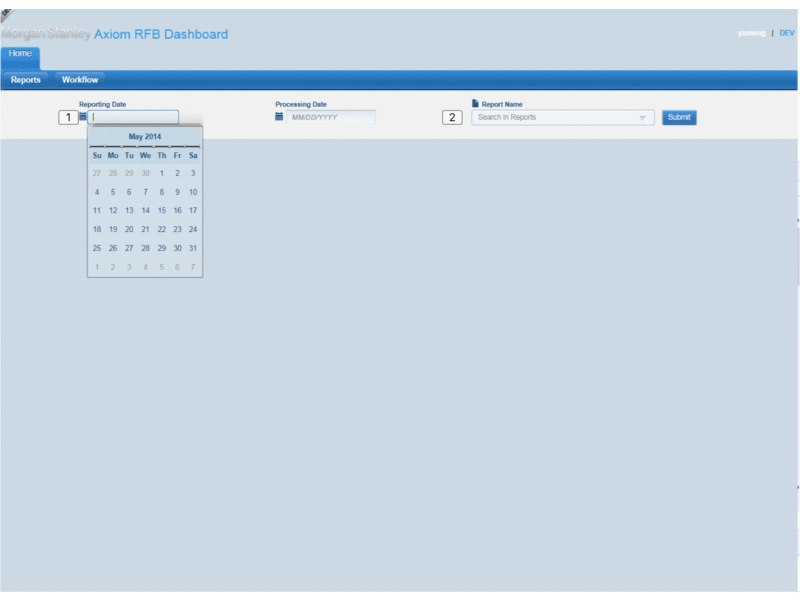 Morgan Stanley Axiom RFB Dashboard
yumeng | DEV
Home
Reports Workflow
Reporting Date Processing Date Report Name
1 MM/DD/YYYY 2 Search in Reports Submit
May 2014
Su Mo Tu We Th Fr Sa
27 28 29 30 1 2 3
4 5 6 7 8 9 10
11 12 13 14 15 16 17
18 19 20 21 22 23 24
25 26 27 28 29 30 31
1 2 3 4 5 6 7